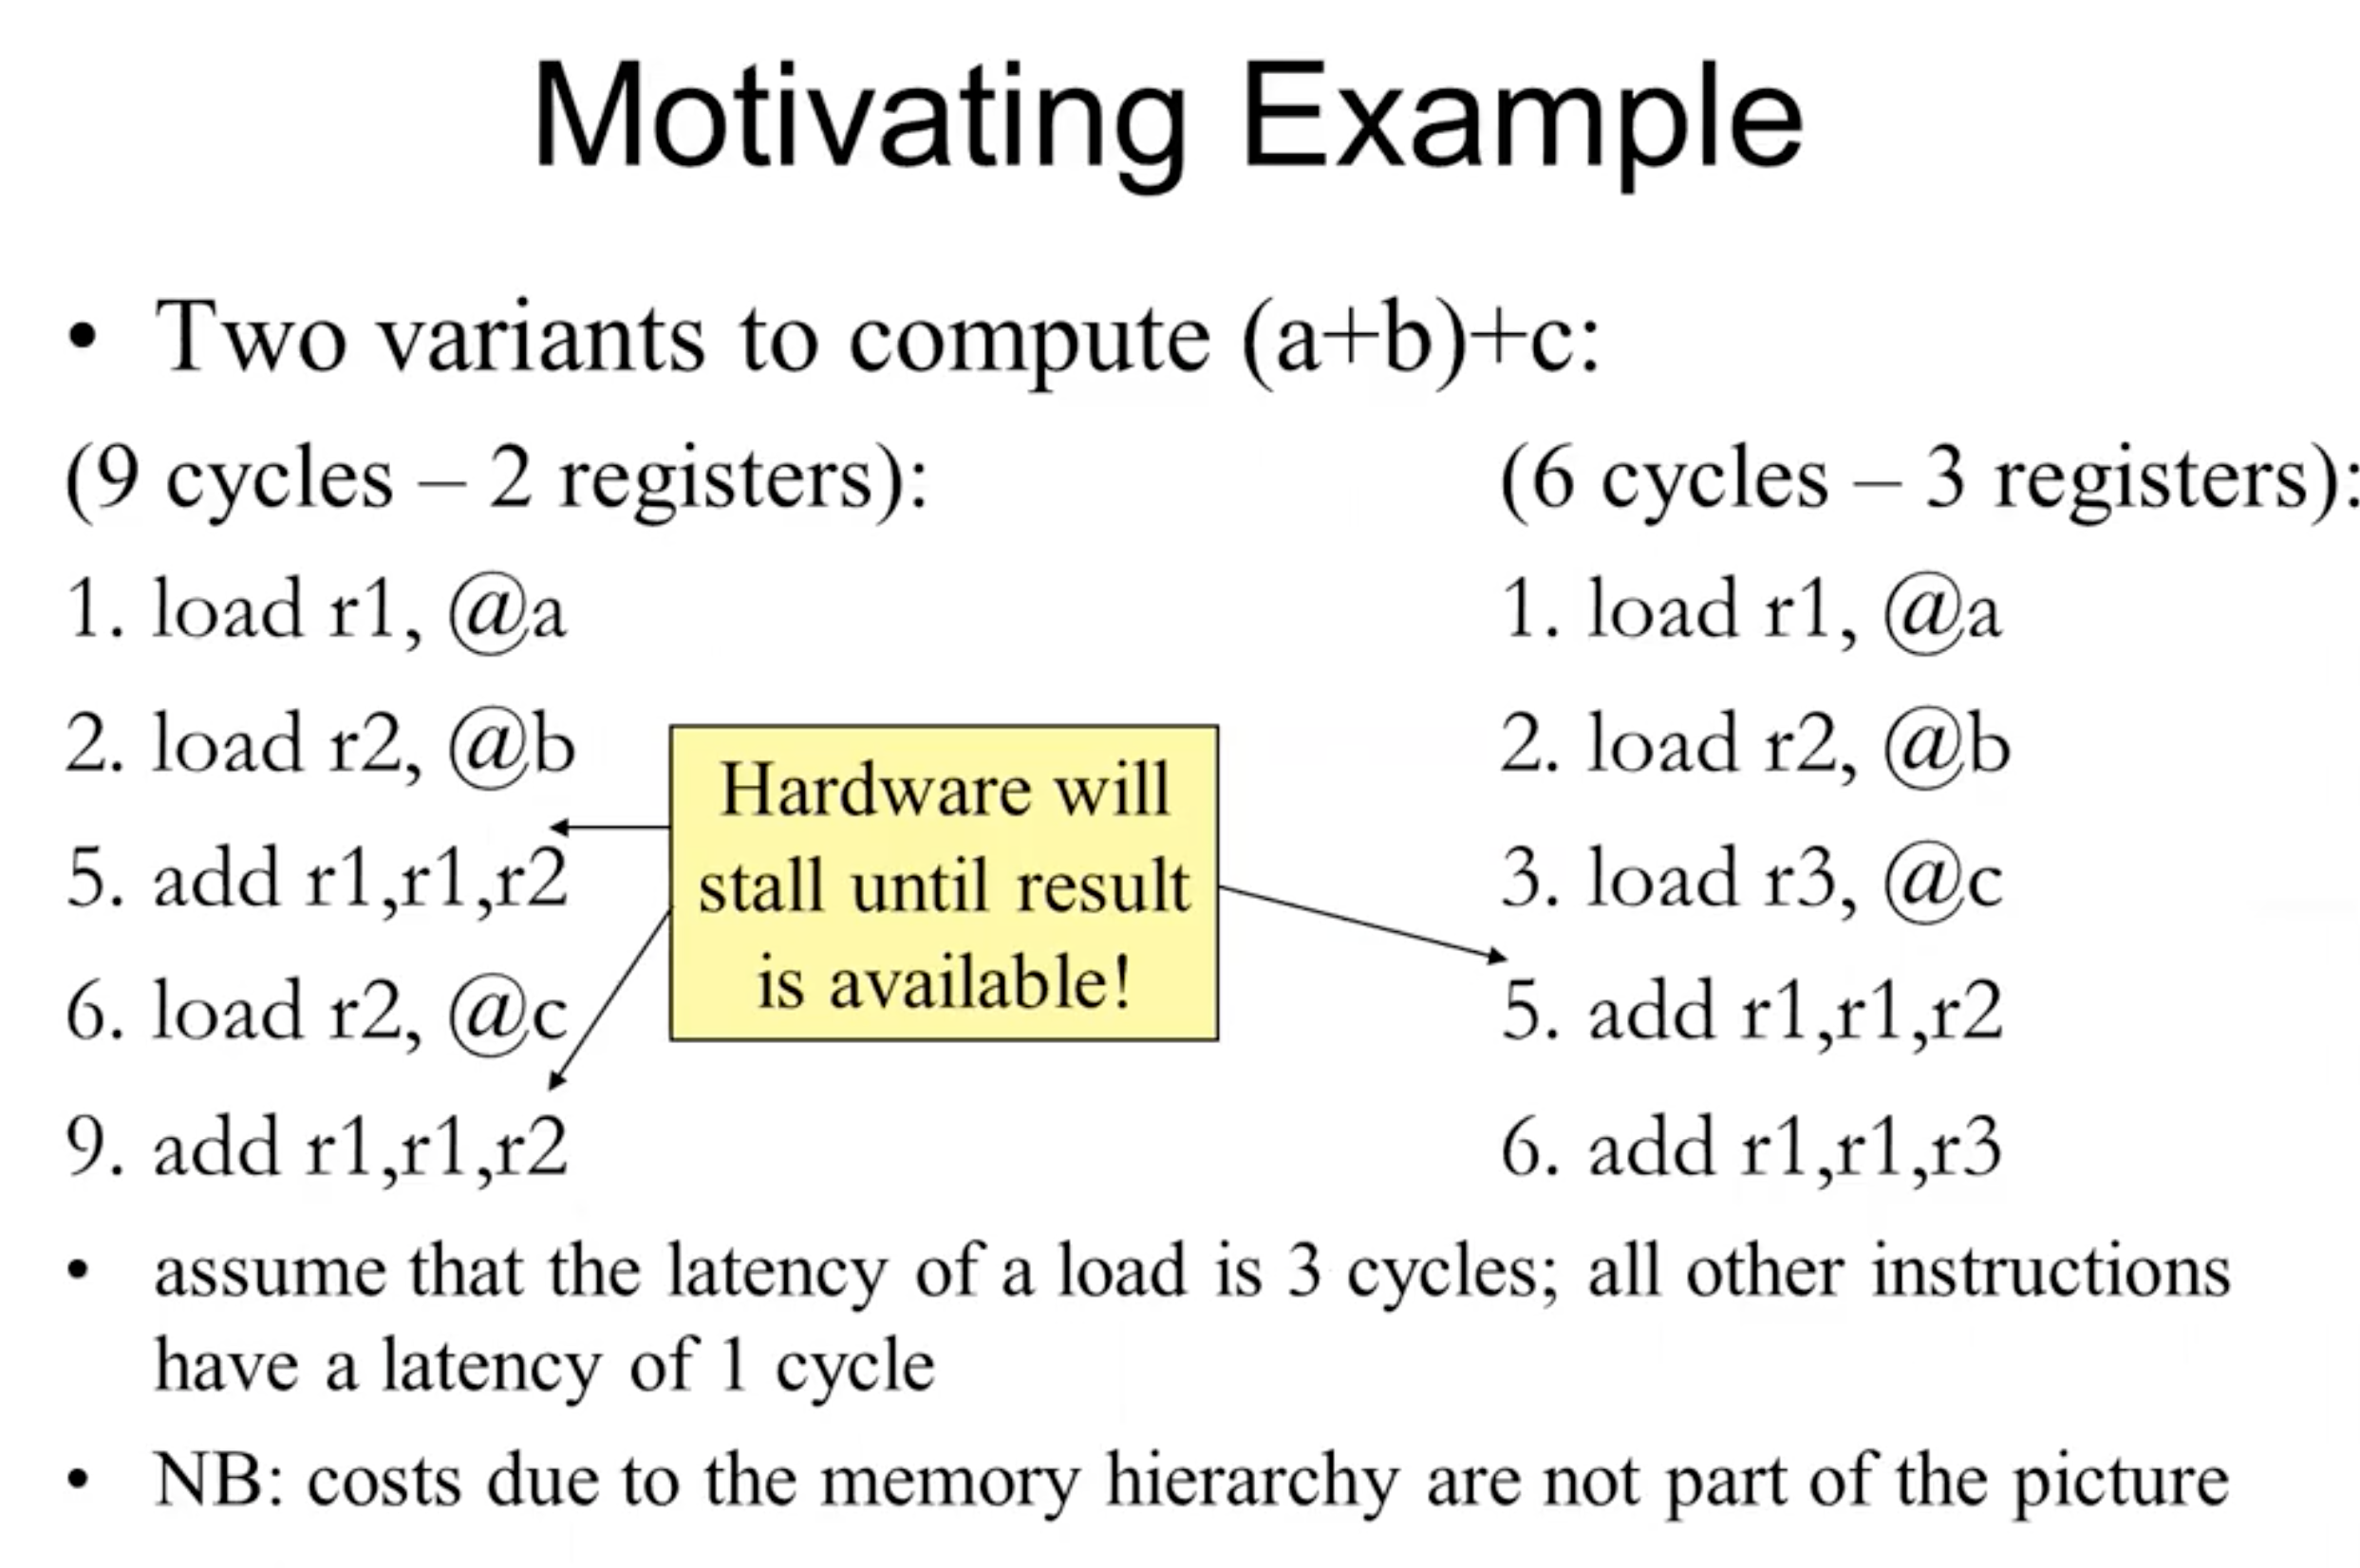 Motivating Example
• Two variants to compute (a+b)+c:
(9 cycles – 2 registers):
1. load r1, @a
2. load r2, @b
5. add r1,r1,r2
6. load r2, @c
9. add r1,r1,r2
Hardware will
stall until result
is available!
(6 cycles – 3 registers):
1. load r1, @a
2. load r2, @b
3. load r3, @c
5. add r1,r1,r2
6. add r1,r1,r3
• assume that the latency of a load is 3 cycles; all other instructions
have a latency of 1 cycle
• NB: costs due to the memory hierarchy are not part of the picture